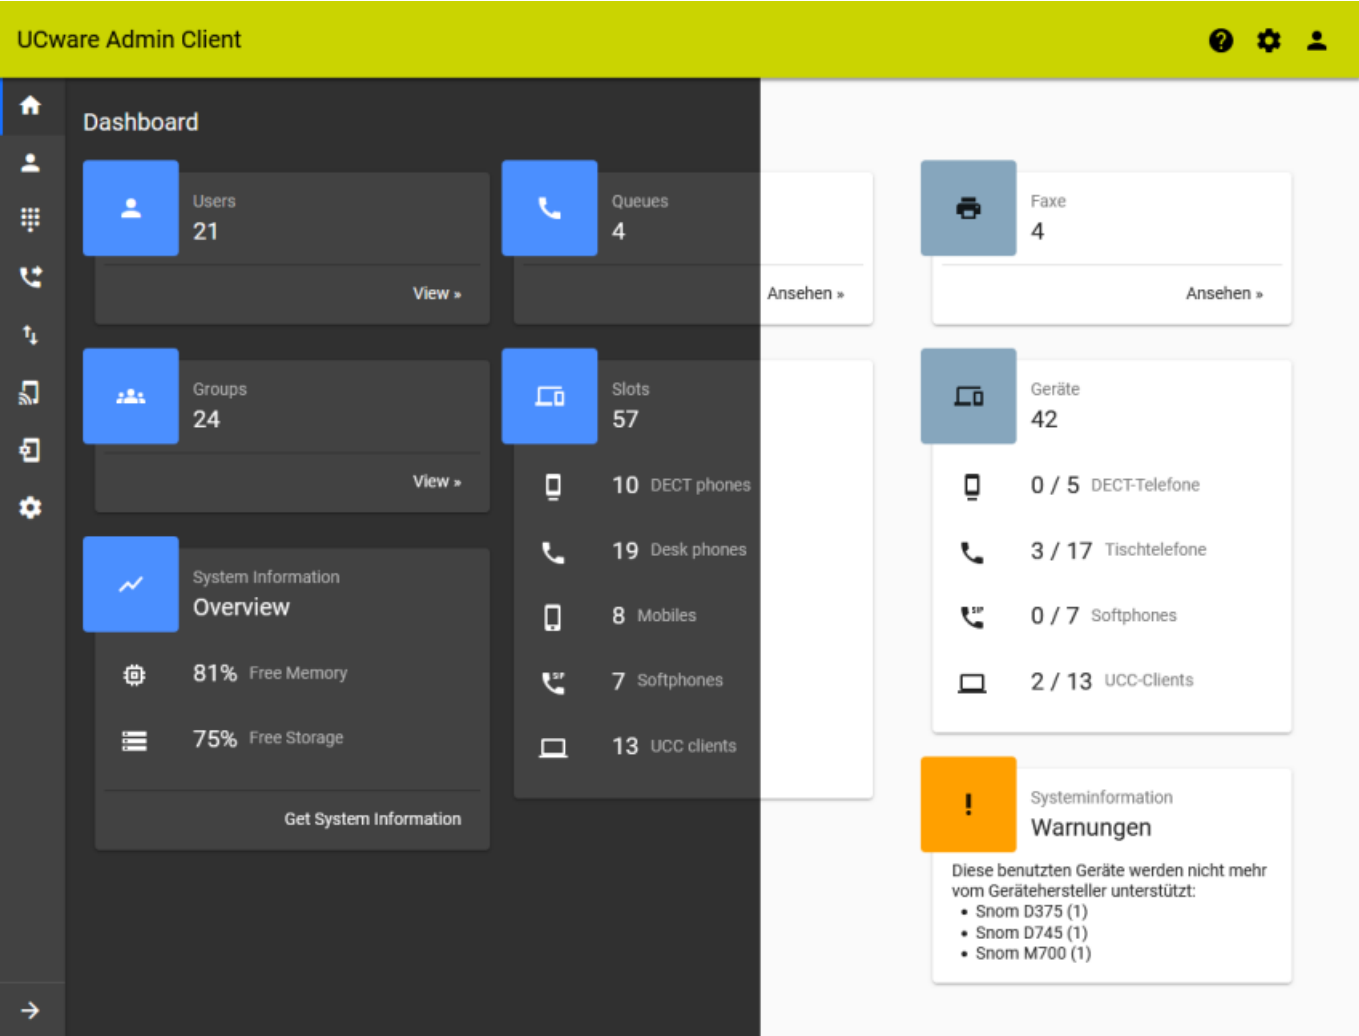 UCware Admin Client
Dashboard
Users
21
View »
Queues
4
Ansehen »
Faxe
4
Ansehen »
Groups
24
View »
Slots
57
10 DECT phones
19 Desk phones
8 Mobiles
SIP
7 Softphones
13 UCC clients
Geräte
42
0 / 5 DECT-Telefone
3 / 17 Tischtelefone
SIP
0 / 7 Softphones
2 / 13 UCC-Clients
System Information
Overview
81% Free Memory
75% Free Storage
Get System Information
Systeminformation
Warnungen
Diese benutzten Geräte werden nicht mehr
vom Gerätehersteller unterstützt:
• Snom D375 (1)
• Snom D745 (1)
• Snom M700 (1)